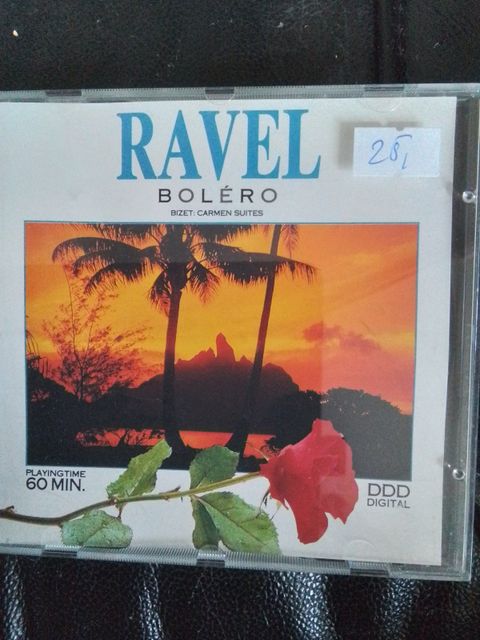 RAVEL
28,
BOLÉRO
BIZET: CARMEN SUITES
PLAYINGTIME
60 MIN.
DDD
DIGITAL